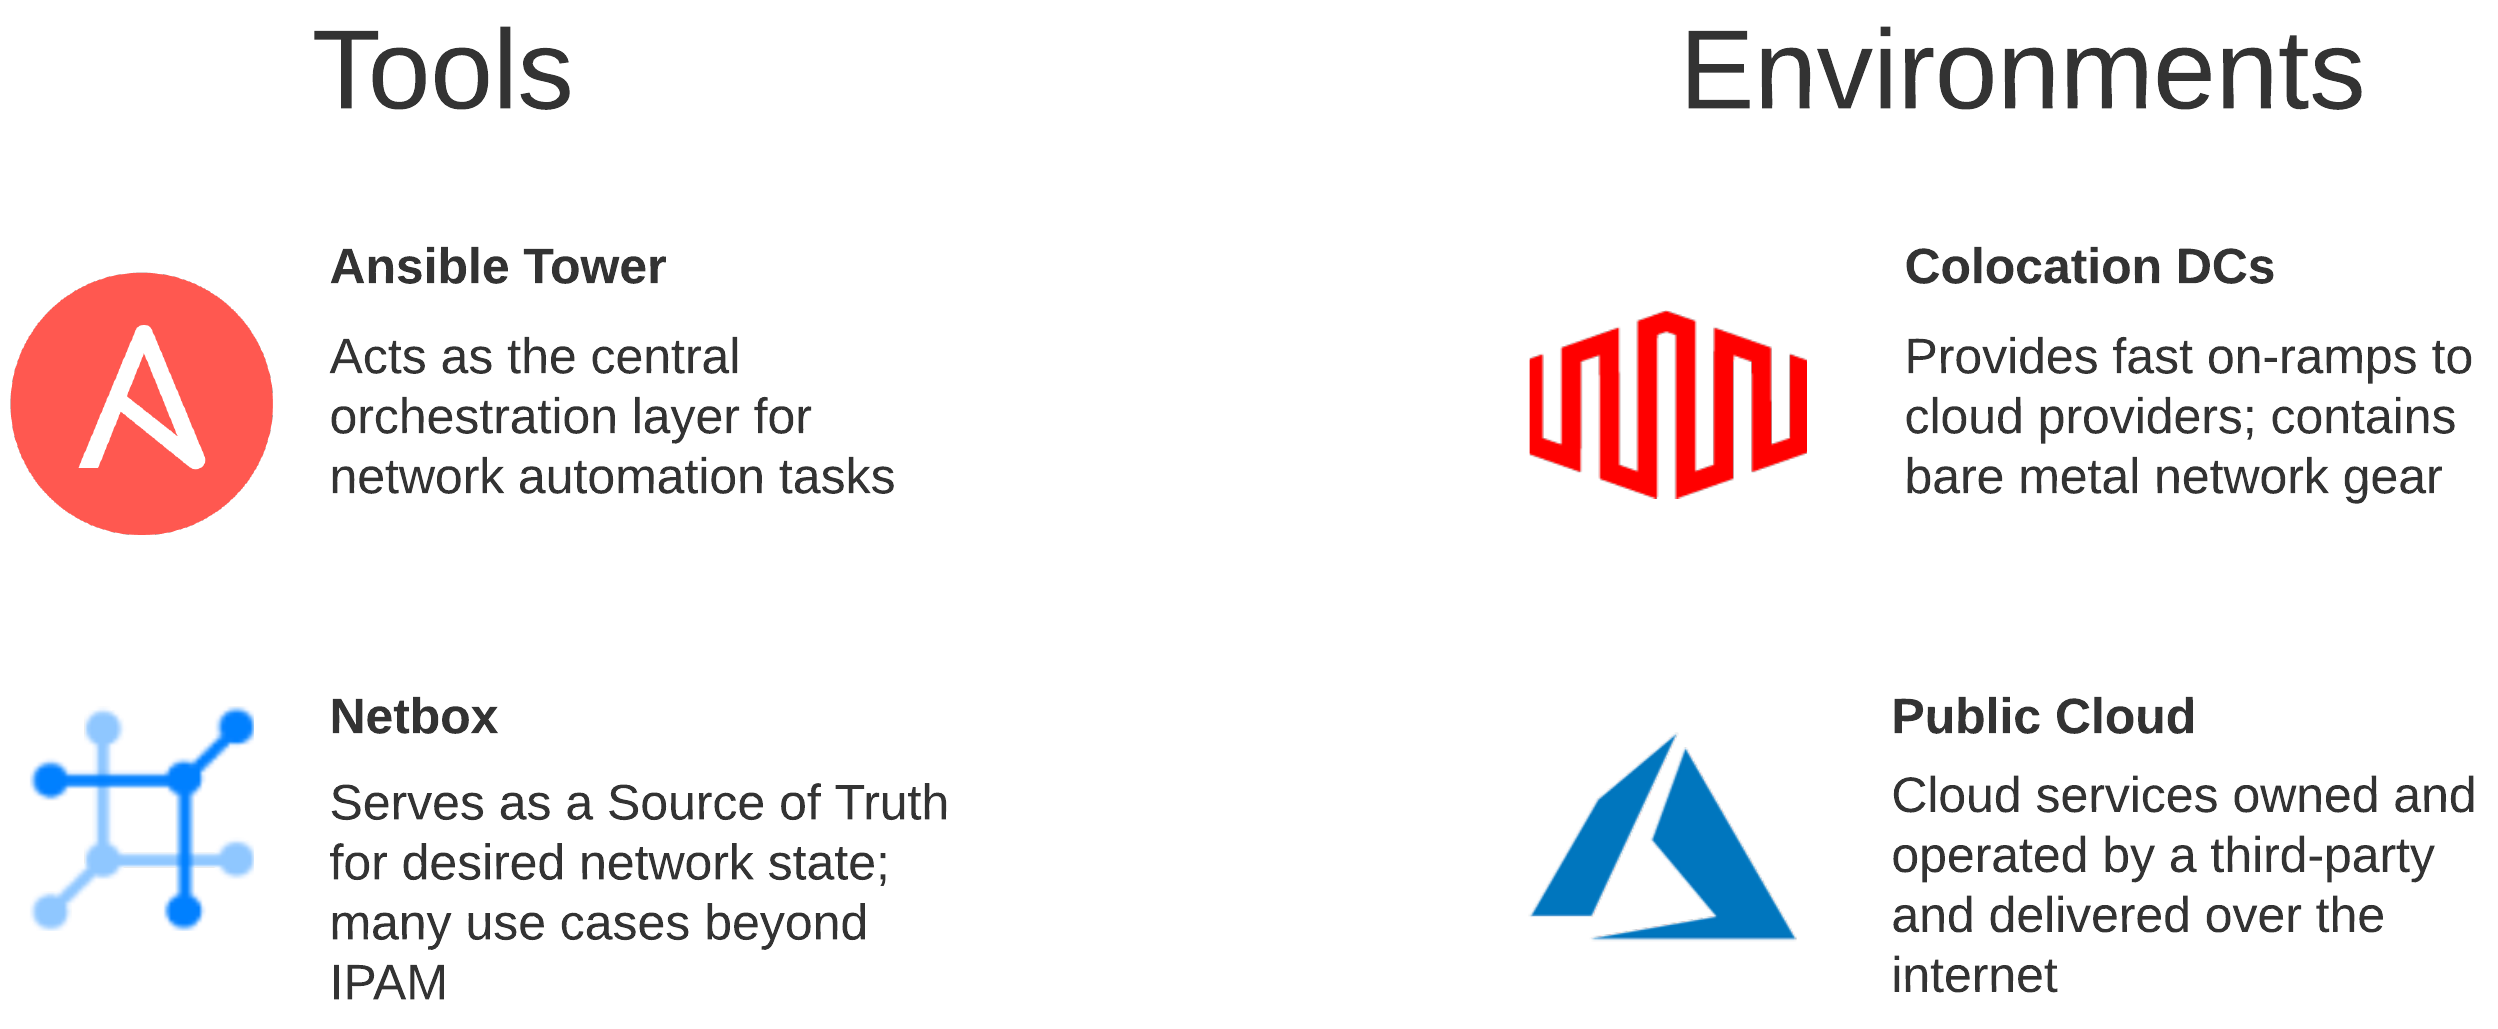 Tools
Ansible Tower
Acts as the central
orchestration layer for
network automation tasks
Netbox
Serves as a Source of Truth
for desired network state;
many use cases beyond
IPAM
Environments
Colocation DCs
Provides fast on-ramps to
cloud providers; contains
bare metal network gear
Public Cloud
Cloud services owned and
operated by a third-party
and delivered over the
internet